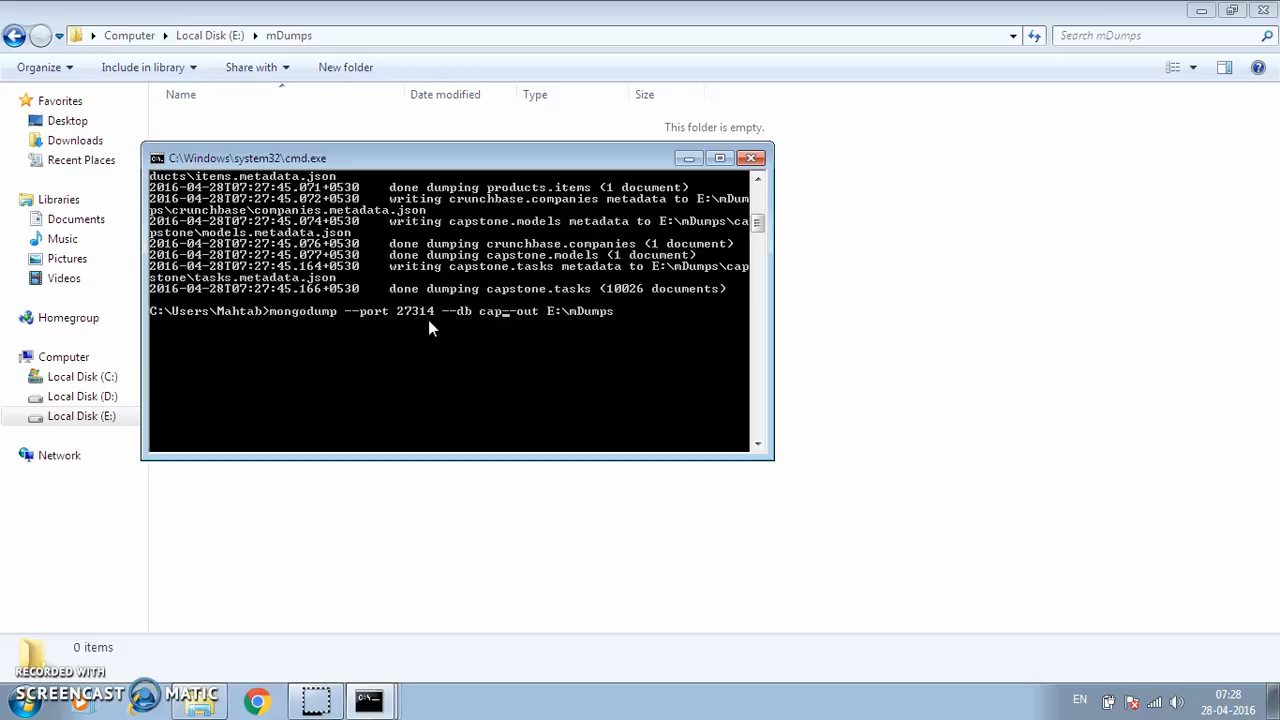 Computer Local Disk (E:) mDumps
Search mDumps
Organize Include in library Share with New folder
Name Date modified Type Size
This folder is empty.
Favorites
Desktop
Downloads
Recent Places
Libraries
Documents
Music
Pictures
Videos
Homegroup
Computer
Local Disk (C:)
Local Disk (D:)
Local Disk (E:)
Network
C:\Windows\system32\cmd.exe
ducts\items.metadata.json
2016-04-28T07:27:45.071+0530 done dumping products.items (1 document)
2016-04-28T07:27:45.072+0530 writing crunchbase.companies metadata to E:\mDum
ps\crunchbase\companies.metadata.json
2016-04-28T07:27:45.074+0530 writing capstone.models metadata to E:\mDumps\ca
pstone\models.metadata.json
2016-04-28T07:27:45.076+0530 done dumping crunchbase.companies (1 document)
2016-04-28T07:27:45.077+0530 done dumping capstone.models (1 document)
2016-04-28T07:27:45.164+0530 writing capstone.tasks metadata to E:\mDumps\cap
stone\tasks.metadata.json
2016-04-28T07:27:45.166+0530 done dumping capstone.tasks (10026 documents)
C:\Users\Mahtab>mongodump --port 27314 --db cap_--out E:\mDumps
0 items
RECORDED WITH
SCREENCAST MATIC
EN
07:28
28-04-2016